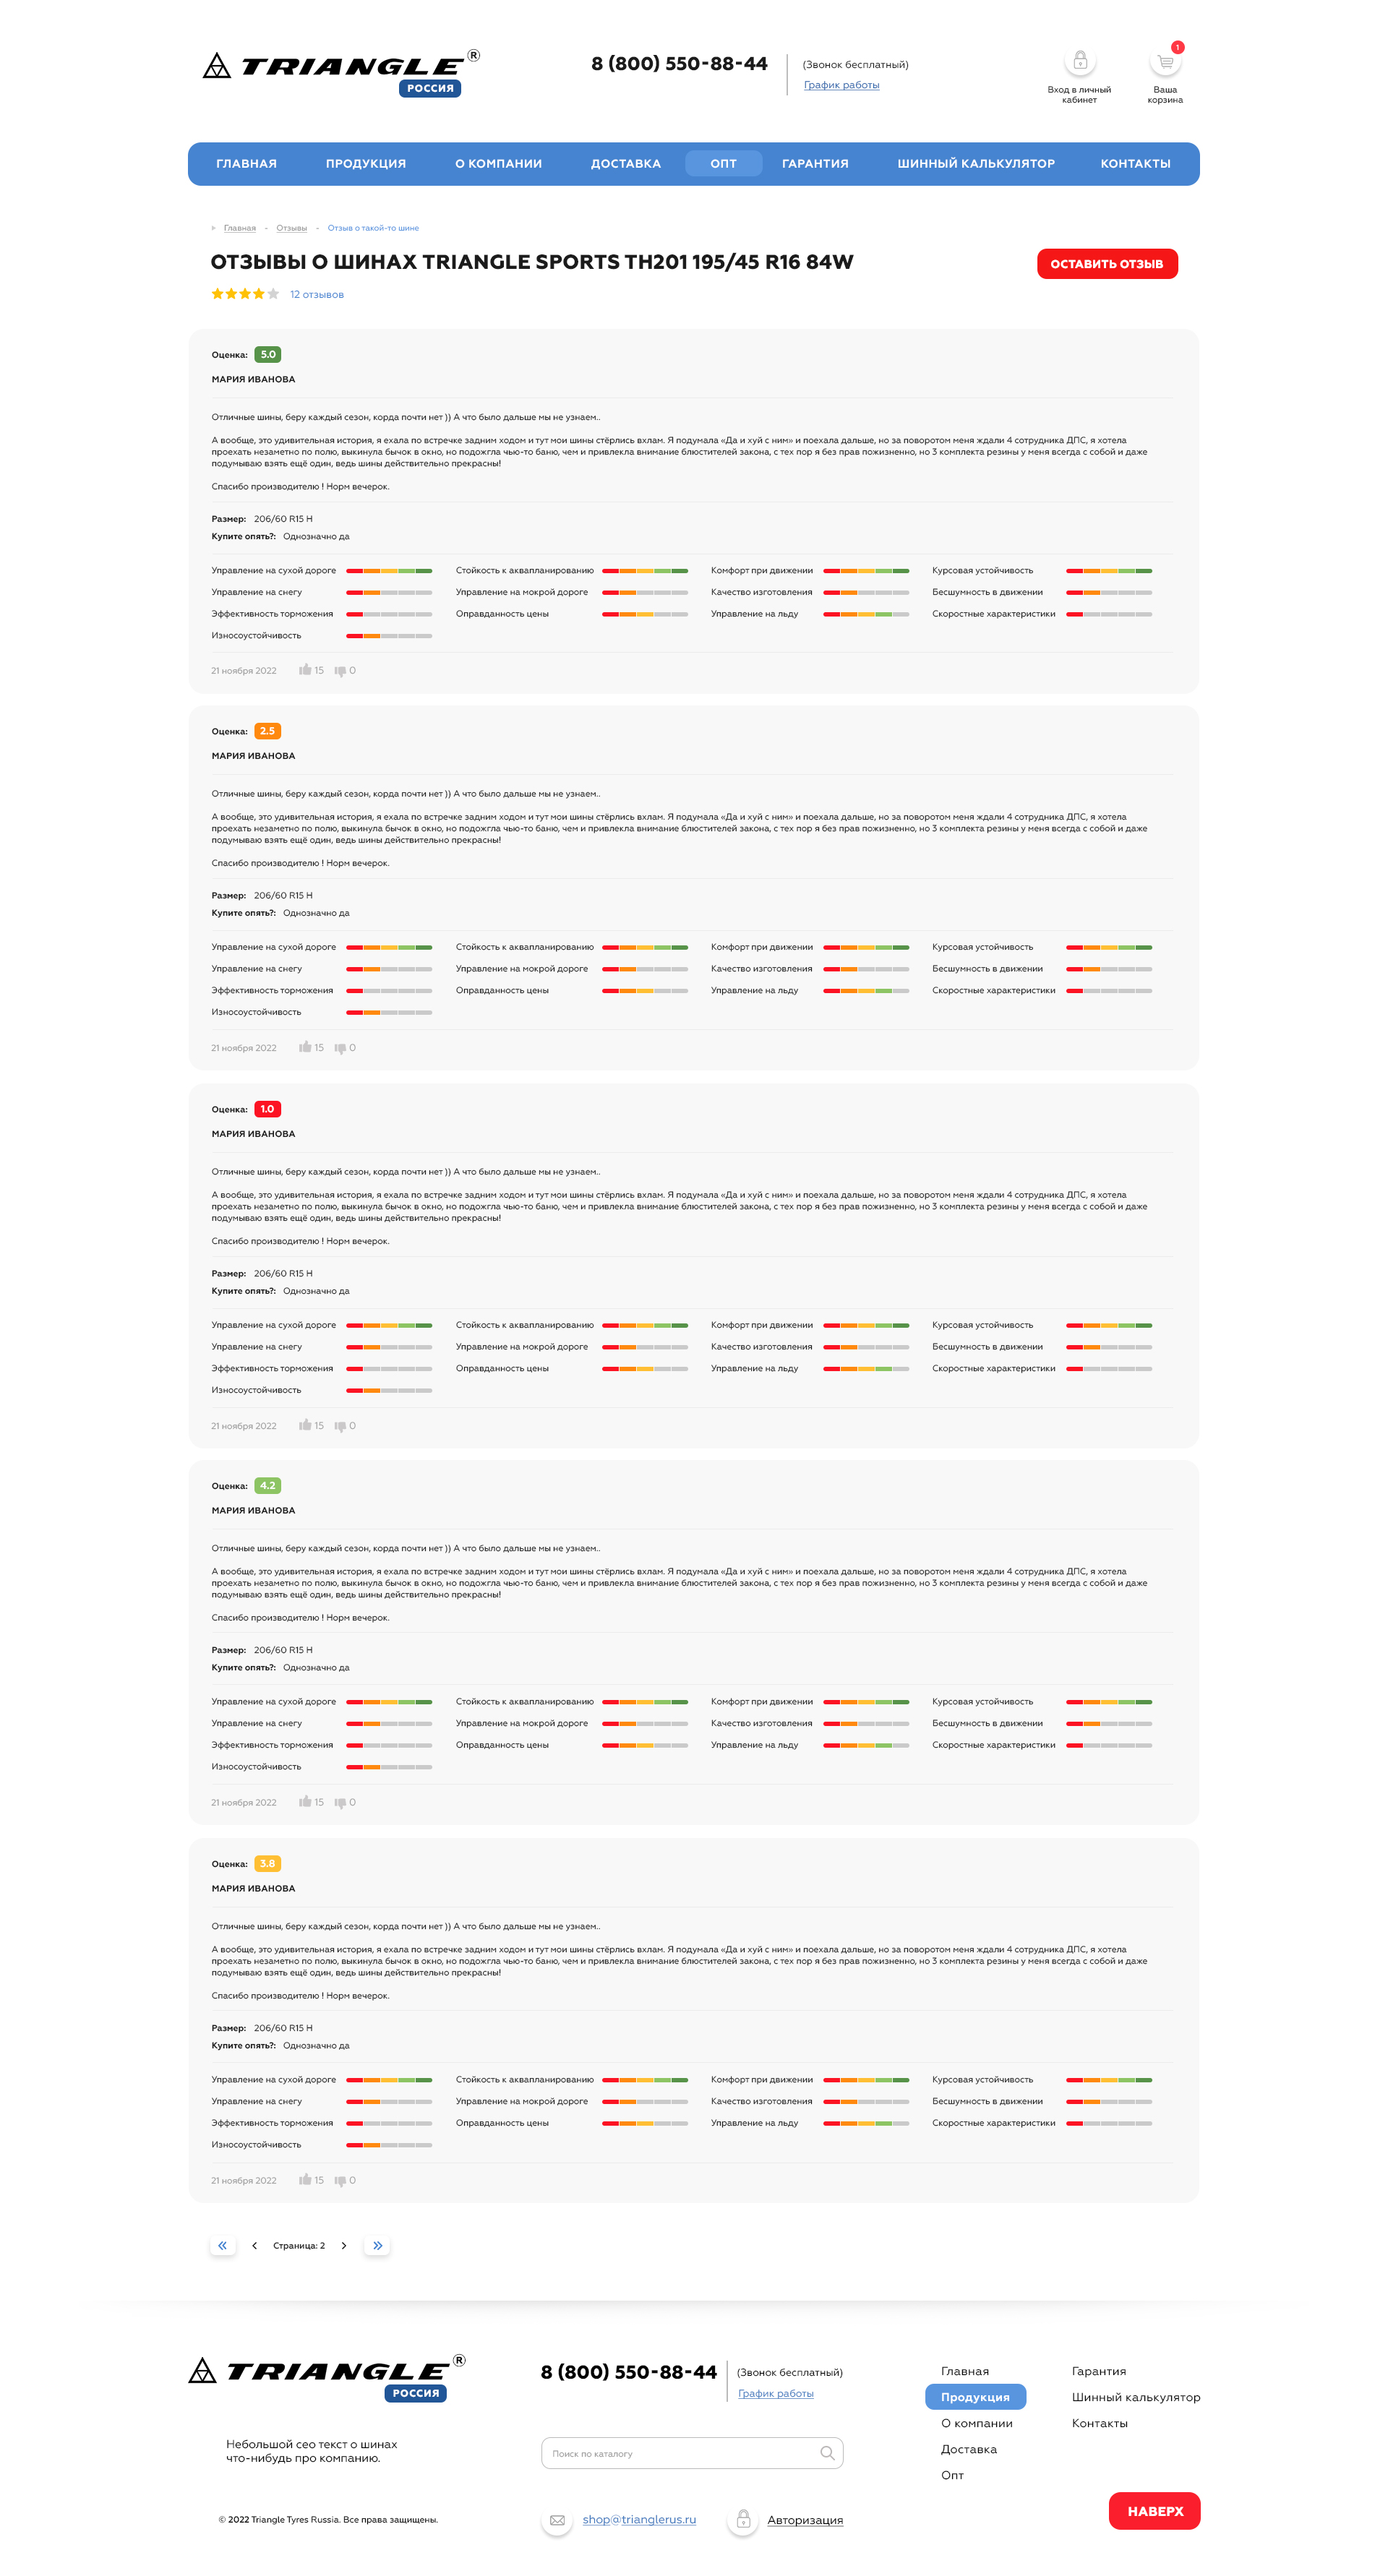 TRIANGLE®
РОССИЯ
8 (800) 550-88-44
(Звонок бесплатный)
График работы
Вход в личный
кабинет
1
Ваша
корзина
ГЛАВНАЯ ПРОДУКЦИЯ О КОМПАНИИ ДОСТАВКА ОПТ ГАРАНТИЯ ШИННЫЙ КАЛЬКУЛЯТОР КОНТАКТЫ
Главная Отзывы Отзыв о такой-то шине
ОТЗЫВЫ О ШИНАХ TRIANGLE SPORTS TH201 195/45 R16 84W
ОСТАВИТЬ ОТЗЫВ
12 отзывов
Оценка: 5.0
МАРИЯ ИВАНОВА
Отличные шины, беру каждый сезон, корда почти нет )) А что было дальше мы не узнаем..
А вообще, это удивительная история, я ехала по встречке задним ходом и тут мои шины стёрлись вхлам. Я подумала «Да и хуй с ним» и поехала дальше, но за поворотом меня ждали 4 сотрудника ДПС, я хотела
проехать незаметно по полю, выкинула бычок в окно, но подожгла чью-то баню, чем и привлекла внимание блюстителей закона, с тех пор я без прав пожизненно, но 3 комплекта резины у меня всегда с собой и даже
подумываю взять ещё один, ведь шины действительно прекрасны!
Спасибо производителю ! Норм вечерок.
Размер: 206/60 R15 H
Купите опять?: Однозначно да
Управление на сухой дороге Стойкость к аквапланированию Комфорт при движении Курсовая устойчивость
Управление на снегу Управление на мокрой дороге Качество изготовления Бесшумность в движении
Эффективность торможения Оправданность цены Управление на льду Скоростные характеристики
Износоустойчивость
21 ноября 2022 15 0
Оценка: 2.5
МАРИЯ ИВАНОВА
Отличные шины, беру каждый сезон, корда почти нет )) А что было дальше мы не узнаем..
А вообще, это удивительная история, я ехала по встречке задним ходом и тут мои шины стёрлись вхлам. Я подумала «Да и хуй с ним» и поехала дальше, но за поворотом меня ждали 4 сотрудника ДПС, я хотела
проехать незаметно по полю, выкинула бычок в окно, но подожгла чью-то баню, чем и привлекла внимание блюстителей закона, с тех пор я без прав пожизненно, но 3 комплекта резины у меня всегда с собой и даже
подумываю взять ещё один, ведь шины действительно прекрасны!
Спасибо производителю ! Норм вечерок.
Размер: 206/60 R15 H
Купите опять?: Однозначно да
Управление на сухой дороге Стойкость к аквапланированию Комфорт при движении Курсовая устойчивость
Управление на снегу Управление на мокрой дороге Качество изготовления Бесшумность в движении
Эффективность торможения Оправданность цены Управление на льду Скоростные характеристики
Износоустойчивость
21 ноября 2022 15 0
Оценка: 1.0
МАРИЯ ИВАНОВА
Отличные шины, беру каждый сезон, корда почти нет )) А что было дальше мы не узнаем..
А вообще, это удивительная история, я ехала по встречке задним ходом и тут мои шины стёрлись вхлам. Я подумала «Да и хуй с ним» и поехала дальше, но за поворотом меня ждали 4 сотрудника ДПС, я хотела
проехать незаметно по полю, выкинула бычок в окно, но подожгла чью-то баню, чем и привлекла внимание блюстителей закона, с тех пор я без прав пожизненно, но 3 комплекта резины у меня всегда с собой и даже
подумываю взять ещё один, ведь шины действительно прекрасны!
Спасибо производителю ! Норм вечерок.
Размер: 206/60 R15 H
Купите опять?: Однозначно да
Управление на сухой дороге Стойкость к аквапланированию Комфорт при движении Курсовая устойчивость
Управление на снегу Управление на мокрой дороге Качество изготовления Бесшумность в движении
Эффективность торможения Оправданность цены Управление на льду Скоростные характеристики
Износоустойчивость
21 ноября 2022 15 0
Оценка: 4.2
МАРИЯ ИВАНОВА
Отличные шины, беру каждый сезон, корда почти нет )) А что было дальше мы не узнаем..
А вообще, это удивительная история, я ехала по встречке задним ходом и тут мои шины стёрлись вхлам. Я подумала «Да и хуй с ним» и поехала дальше, но за поворотом меня ждали 4 сотрудника ДПС, я хотела
проехать незаметно по полю, выкинула бычок в окно, но подожгла чью-то баню, чем и привлекла внимание блюстителей закона, с тех пор я без прав пожизненно, но 3 комплекта резины у меня всегда с собой и даже
подумываю взять ещё один, ведь шины действительно прекрасны!
Спасибо производителю ! Норм вечерок.
Размер: 206/60 R15 H
Купите опять?: Однозначно да
Управление на сухой дороге Стойкость к аквапланированию Комфорт при движении Курсовая устойчивость
Управление на снегу Управление на мокрой дороге Качество изготовления Бесшумность в движении
Эффективность торможения Оправданность цены Управление на льду Скоростные характеристики
Износоустойчивость
21 ноября 2022 15 0
Оценка: 3.8
МАРИЯ ИВАНОВА
Отличные шины, беру каждый сезон, корда почти нет )) А что было дальше мы не узнаем..
А вообще, это удивительная история, я ехала по встречке задним ходом и тут мои шины стёрлись вхлам. Я подумала «Да и хуй с ним» и поехала дальше, но за поворотом меня ждали 4 сотрудника ДПС, я хотела
проехать незаметно по полю, выкинула бычок в окно, но подожгла чью-то баню, чем и привлекла внимание блюстителей закона, с тех пор я без прав пожизненно, но 3 комплекта резины у меня всегда с собой и даже
подумываю взять ещё один, ведь шины действительно прекрасны!
Спасибо производителю ! Норм вечерок.
Размер: 206/60 R15 H
Купите опять?: Однозначно да
Управление на сухой дороге Стойкость к аквапланированию Комфорт при движении Курсовая устойчивость
Управление на снегу Управление на мокрой дороге Качество изготовления Бесшумность в движении
Эффективность торможения Оправданность цены Управление на льду Скоростные характеристики
Износоустойчивость
21 ноября 2022 15 0
Страница: 2
TRIANGLE®
РОССИЯ
Небольшой сео текст о шинах
что-нибудь про компанию.
© 2022 Triangle Tyres Russia. Все права защищены.
8 (800) 550-88-44
(Звонок бесплатный)
График работы
Поиск по каталогу
shop@trianglerus.ru
Авторизация
Главная
Продукция
О компании
Доставка
Опт
Гарантия
Шинный калькулятор
Контакты
НАВЕРХ